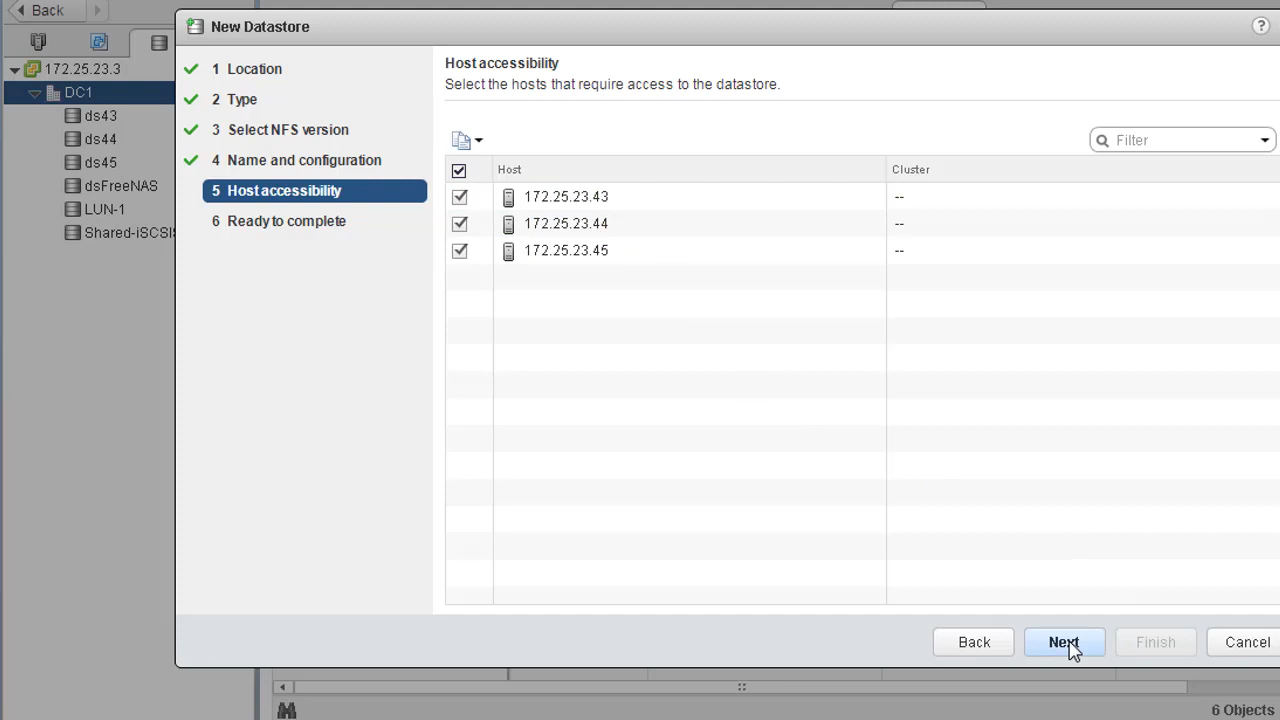 Back
172.25.23.3
DC1
ds43
ds44
ds45
dsFreeNAS
LUN-1
Shared-iSCSI
New Datastore
?
1 Location
2 Type
3 Select NFS version
4 Name and configuration
5 Host accessibility
6 Ready to complete
Host accessibility
Select the hosts that require access to the datastore.
Filter
Host Cluster
172.25.23.43 --
172.25.23.44 --
172.25.23.45 --
Back Next Finish Cancel
6 Objects